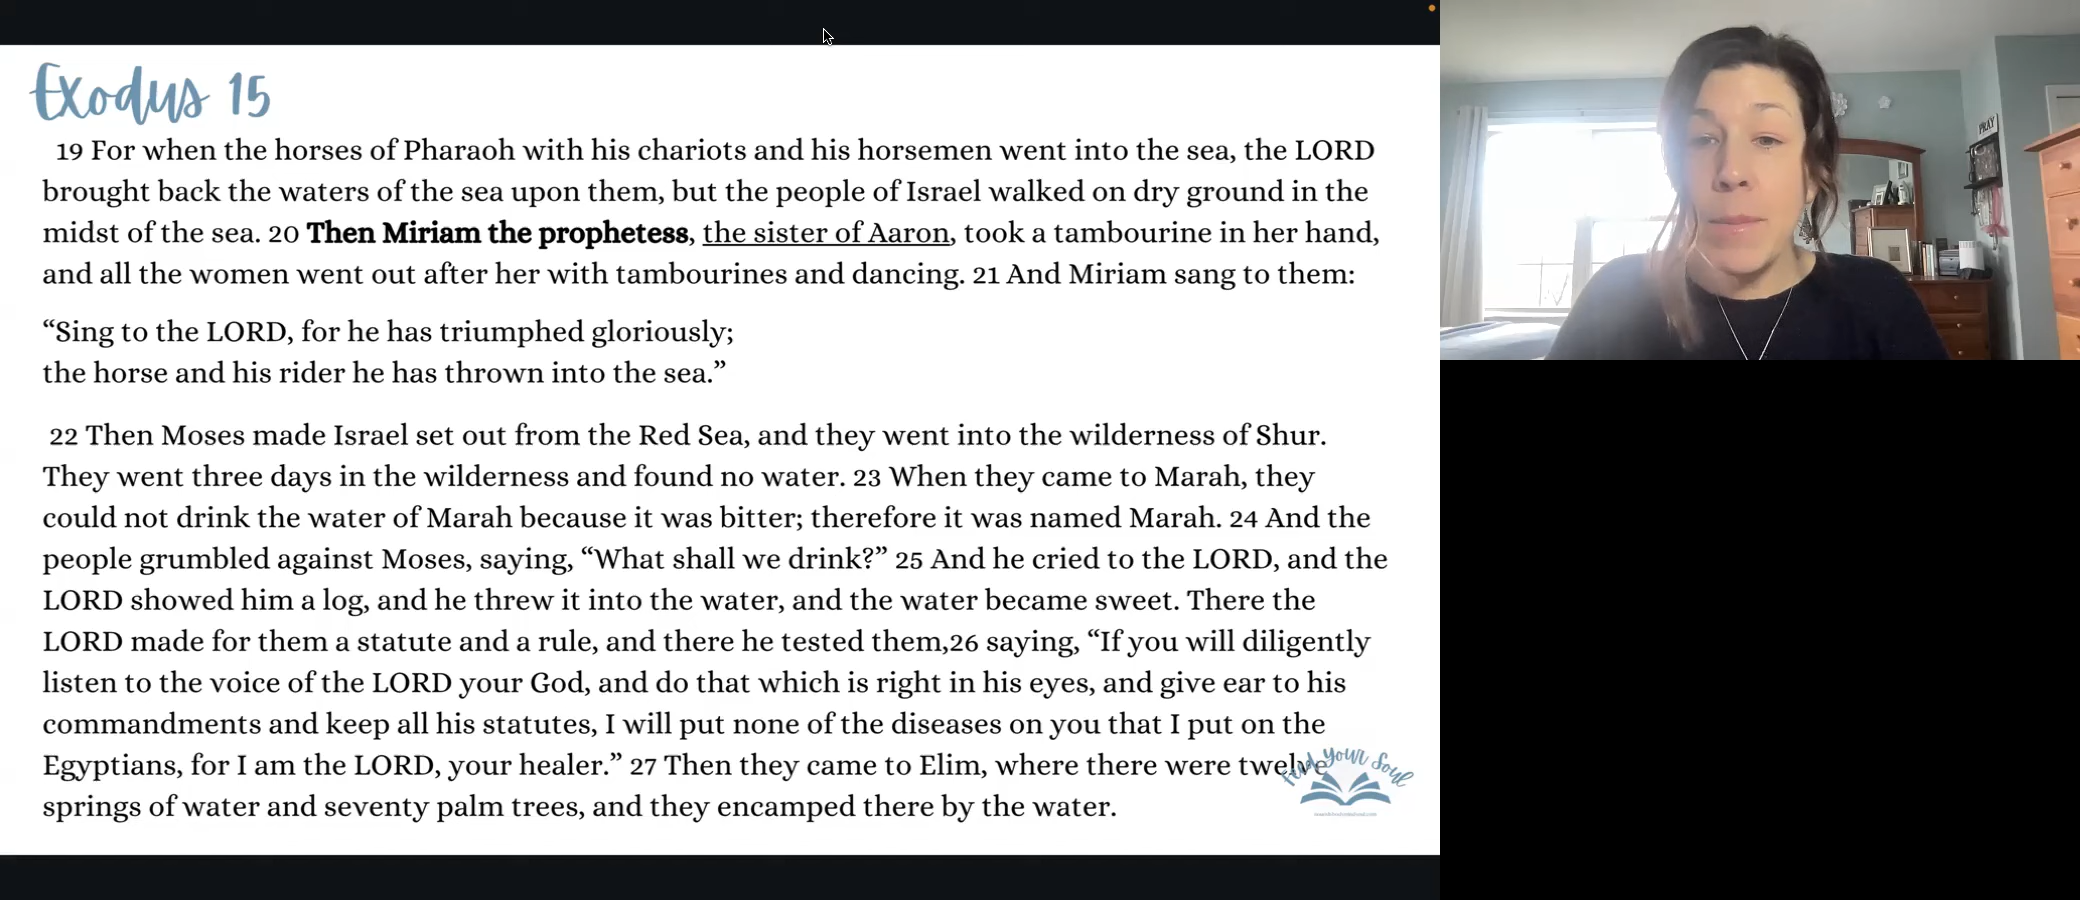 Exodus 15
19 For when the horses of Pharaoh with his chariots and his horsemen went into the sea, the LORD
brought back the waters of the sea upon them, but the people of Israel walked on dry ground in the
midst of the sea. 20 Then Miriam the prophetess, the sister of Aaron, took a tambourine in her hand,
and all the women went out after her with tambourines and dancing. 21 And Miriam sang to them:
“Sing to the LORD, for he has triumphed gloriously;
the horse and his rider he has thrown into the sea.”
22 Then Moses made Israel set out from the Red Sea, and they went into the wilderness of Shur.
They went three days in the wilderness and found no water. 23 When they came to Marah, they
could not drink the water of Marah because it was bitter; therefore it was named Marah. 24 And the
people grumbled against Moses, saying, “What shall we drink?” 25 And he cried to the LORD, and the
LORD showed him a log, and he threw it into the water, and the water became sweet. There the
LORD made for them a statute and a rule, and there he tested them,26 saying, “If you will diligently
listen to the voice of the LORD your God, and do that which is right in his eyes, and give ear to his
commandments and keep all his statutes, I will put none of the diseases on you that I put on the
Egyptians, for I am the LORD, your healer.” 27 Then they came to Elim, where there were twelve
springs of water and seventy palm trees, and they encamped there by the water.
Feed Your Soul
PRAY